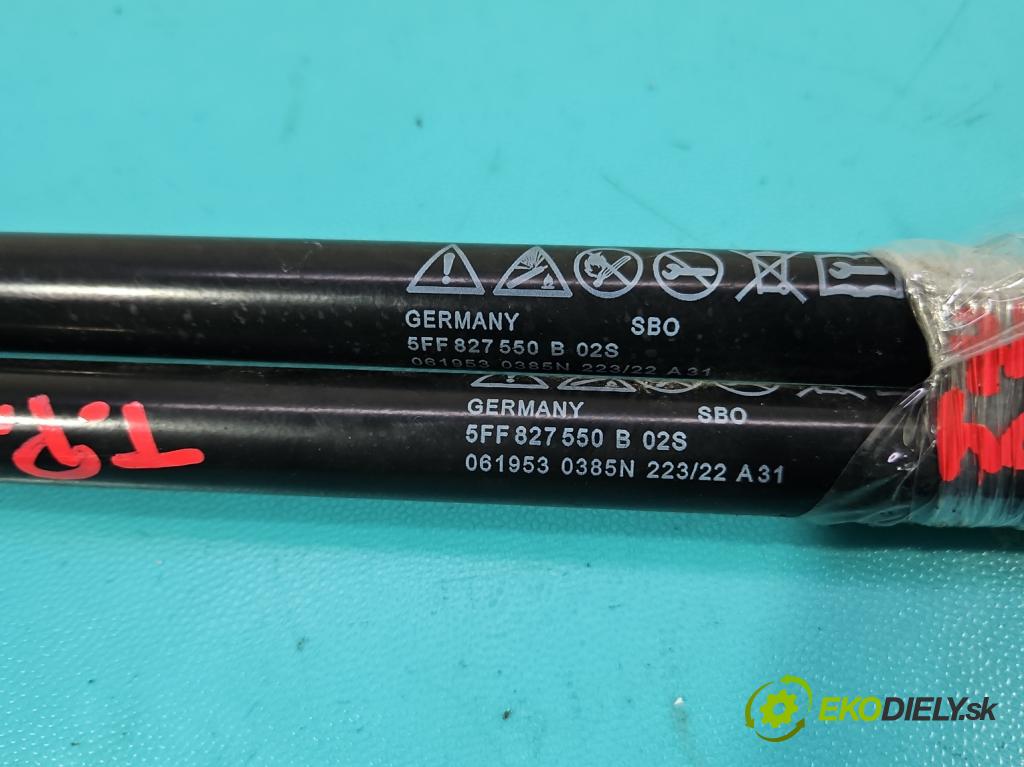 GERMANY SBO
5FF 827 550 B 02S
061953 0385N 223/22 A31
GERMANY SBO
5FF 827 550 B 02S
061953 0385N 223/22 A31
EKODIELY.sk